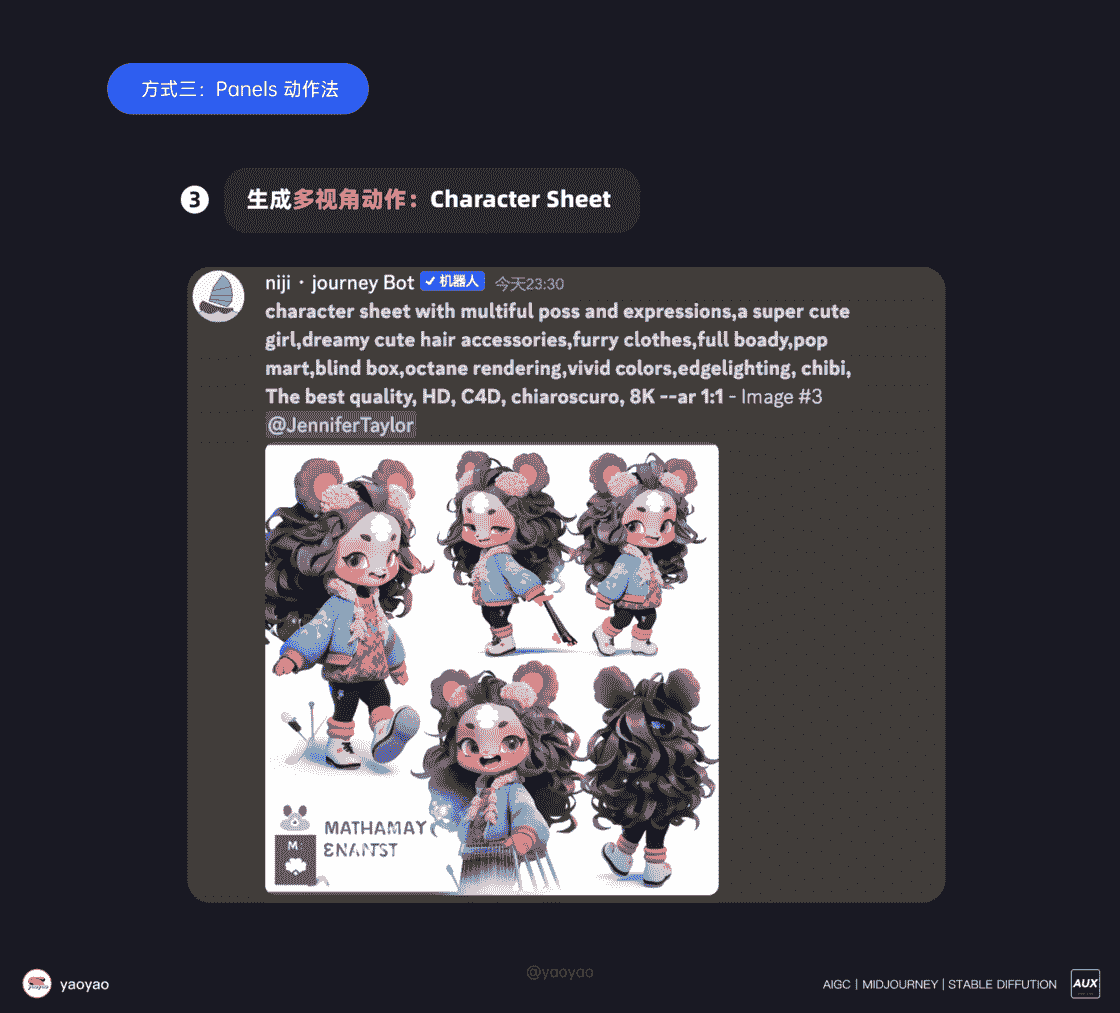 方式三：Panels 动作法
3
生成多视角动作：Character Sheet
niji · journey Bot 机器人 今天23:30
character sheet with multiful poss and expressions,a super cute
girl,dreamy cute hair accessories,furry clothes,full boady,pop
mart,blind box,octane rendering,vivid colors,edgelighting, chibi,
The best quality, HD, C4D, chiaroscuro, 8K --ar 1:1 - Image #3
@JenniferTaylor
MATHAMAY
M
@yaoyao
yaoyao
AIGC | MIDJOURNEY | STABLE DIFFUTION
AUX